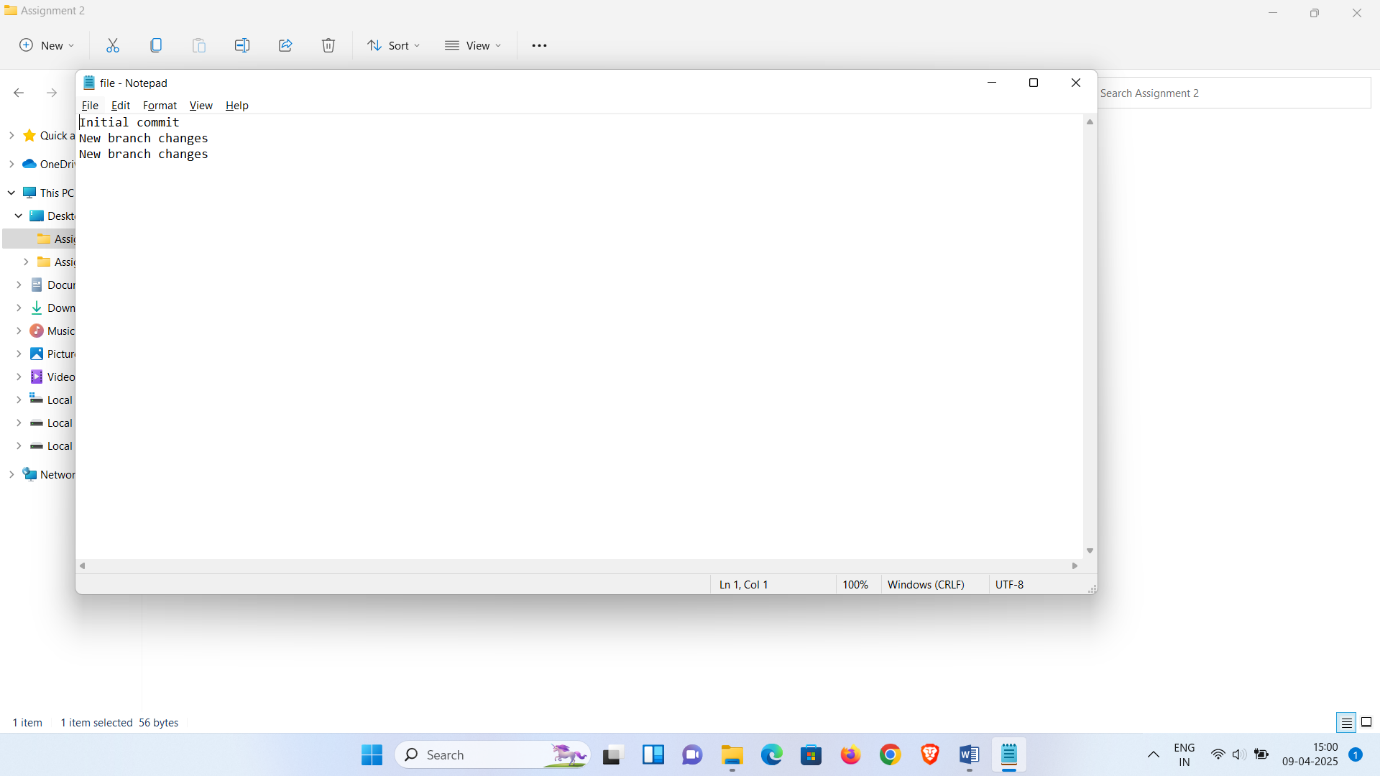 Assignment 2
New
Sort
View
file - Notepad
File Edit Format View Help
Search Assignment 2
Initial commit
New branch changes
New branch changes
Quick a
OneDri
This PC
Deskt
Assig
Assig
Docur
Down
Music
Pictur
Video
Local
Local
Local
Networ
Ln 1, Col 1
100%
Windows (CRLF)
UTF-8
1 item
1 item selected 56 bytes
Search
ENG
IN
15:00
09-04-2025
1